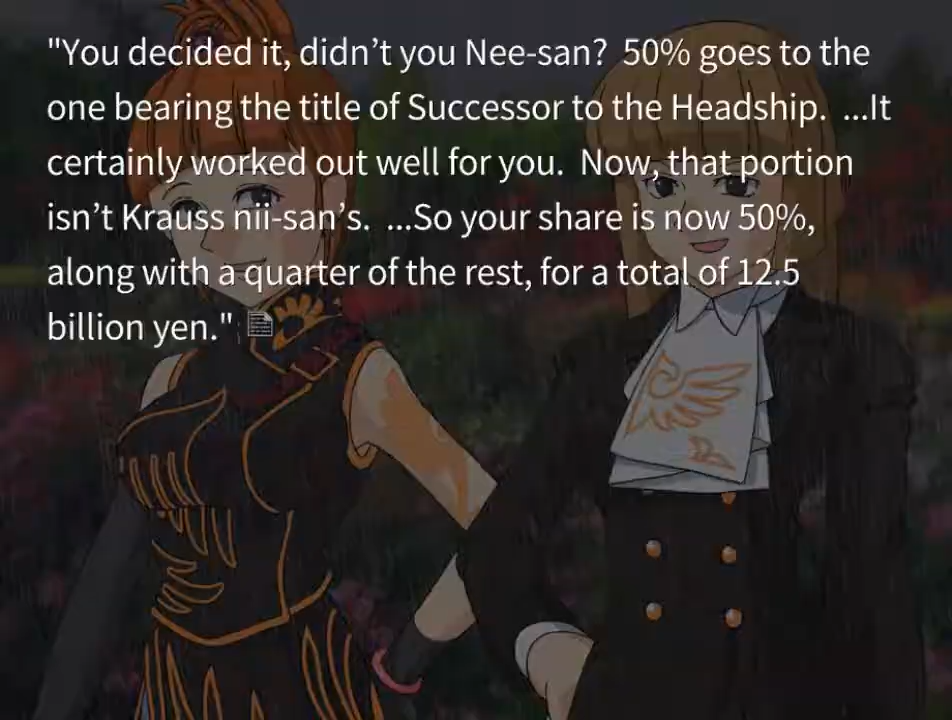 "You decided it, didn’t you Nee-san?  50% goes to the
one bearing the title of Successor to the Headship.  ...It
certainly worked out well for you.  Now, that portion
isn’t Krauss nii-san’s.  ...So your share is now 50%,
along with a quarter of the rest, for a total of 12.5
billion yen."